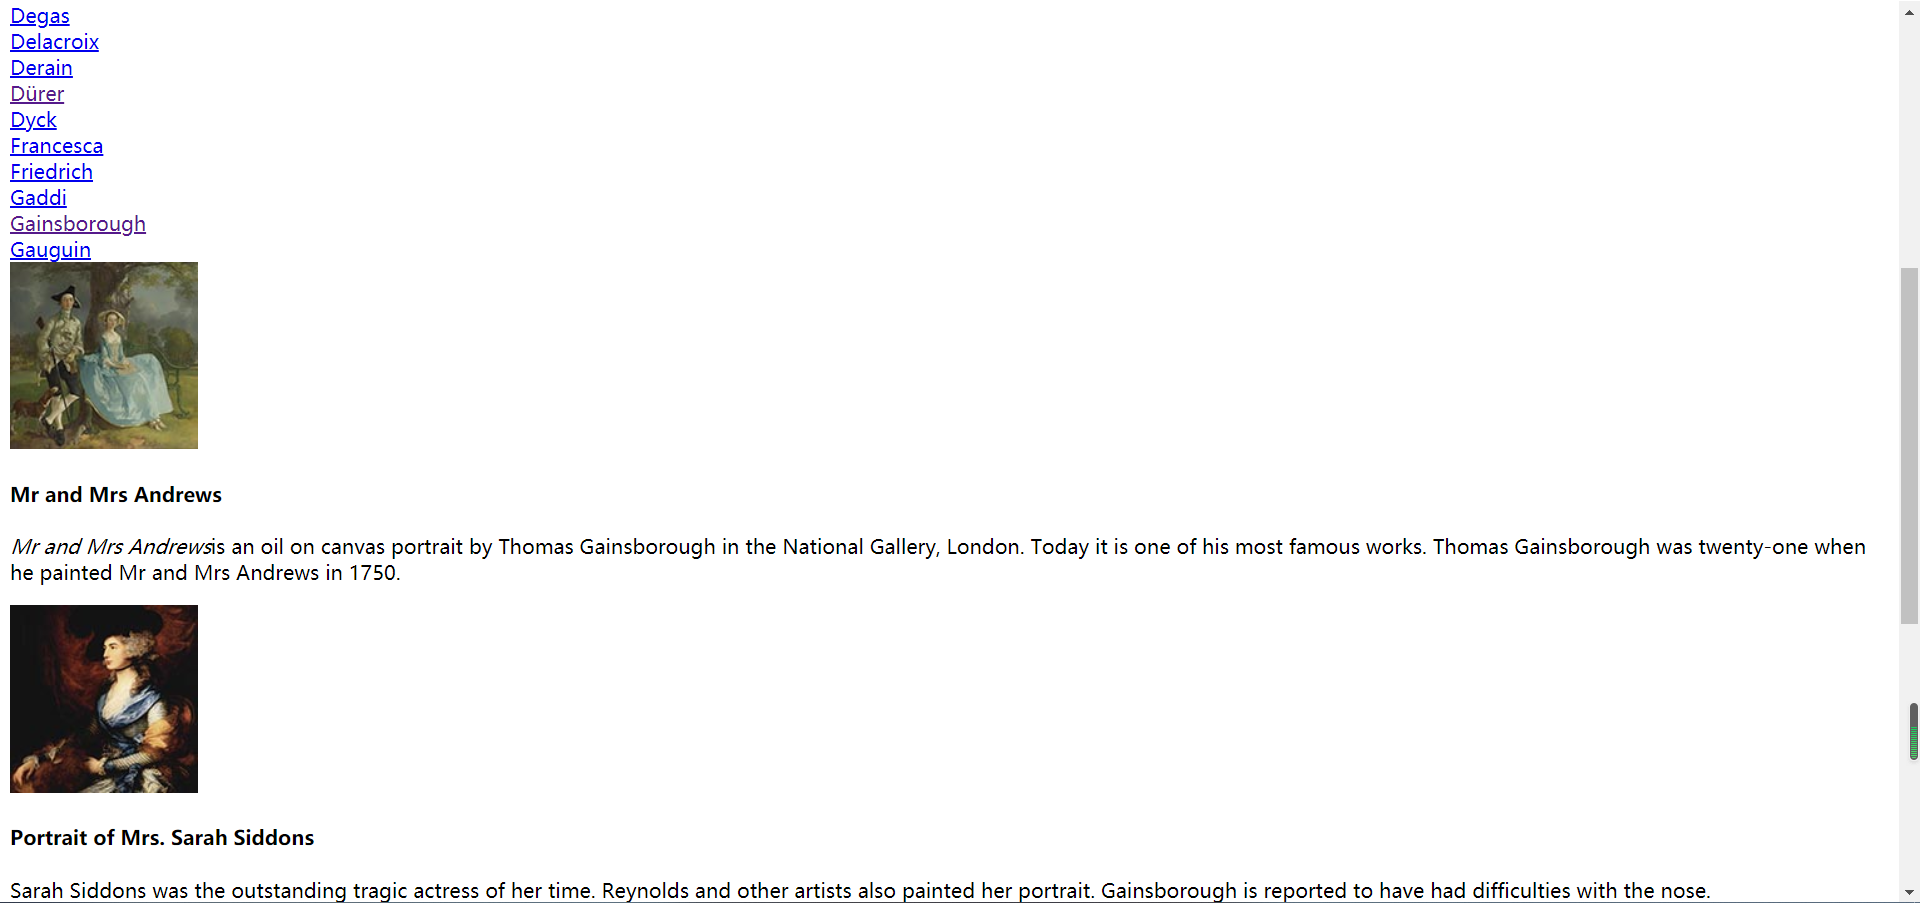 Degas
Delacroix
Derain
Dürer
Dyck
Francesca
Friedrich
Gaddi
Gainsborough
Gauguin
Mr and Mrs Andrews
Mr and Mrs Andrewsis an oil on canvas portrait by Thomas Gainsborough in the National Gallery, London. Today it is one of his most famous works. Thomas Gainsborough was twenty-one when
he painted Mr and Mrs Andrews in 1750.
Portrait of Mrs. Sarah Siddons
Sarah Siddons was the outstanding tragic actress of her time. Reynolds and other artists also painted her portrait. Gainsborough is reported to have had difficulties with the nose.